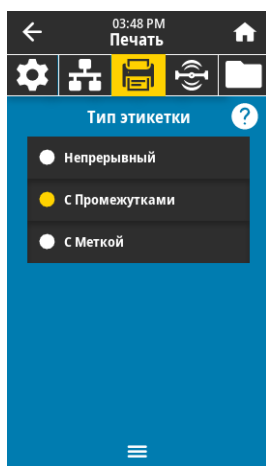 03:48 PM
Печать
Тип этикетки
?
Непрерывный
С Промежутками
С Меткой